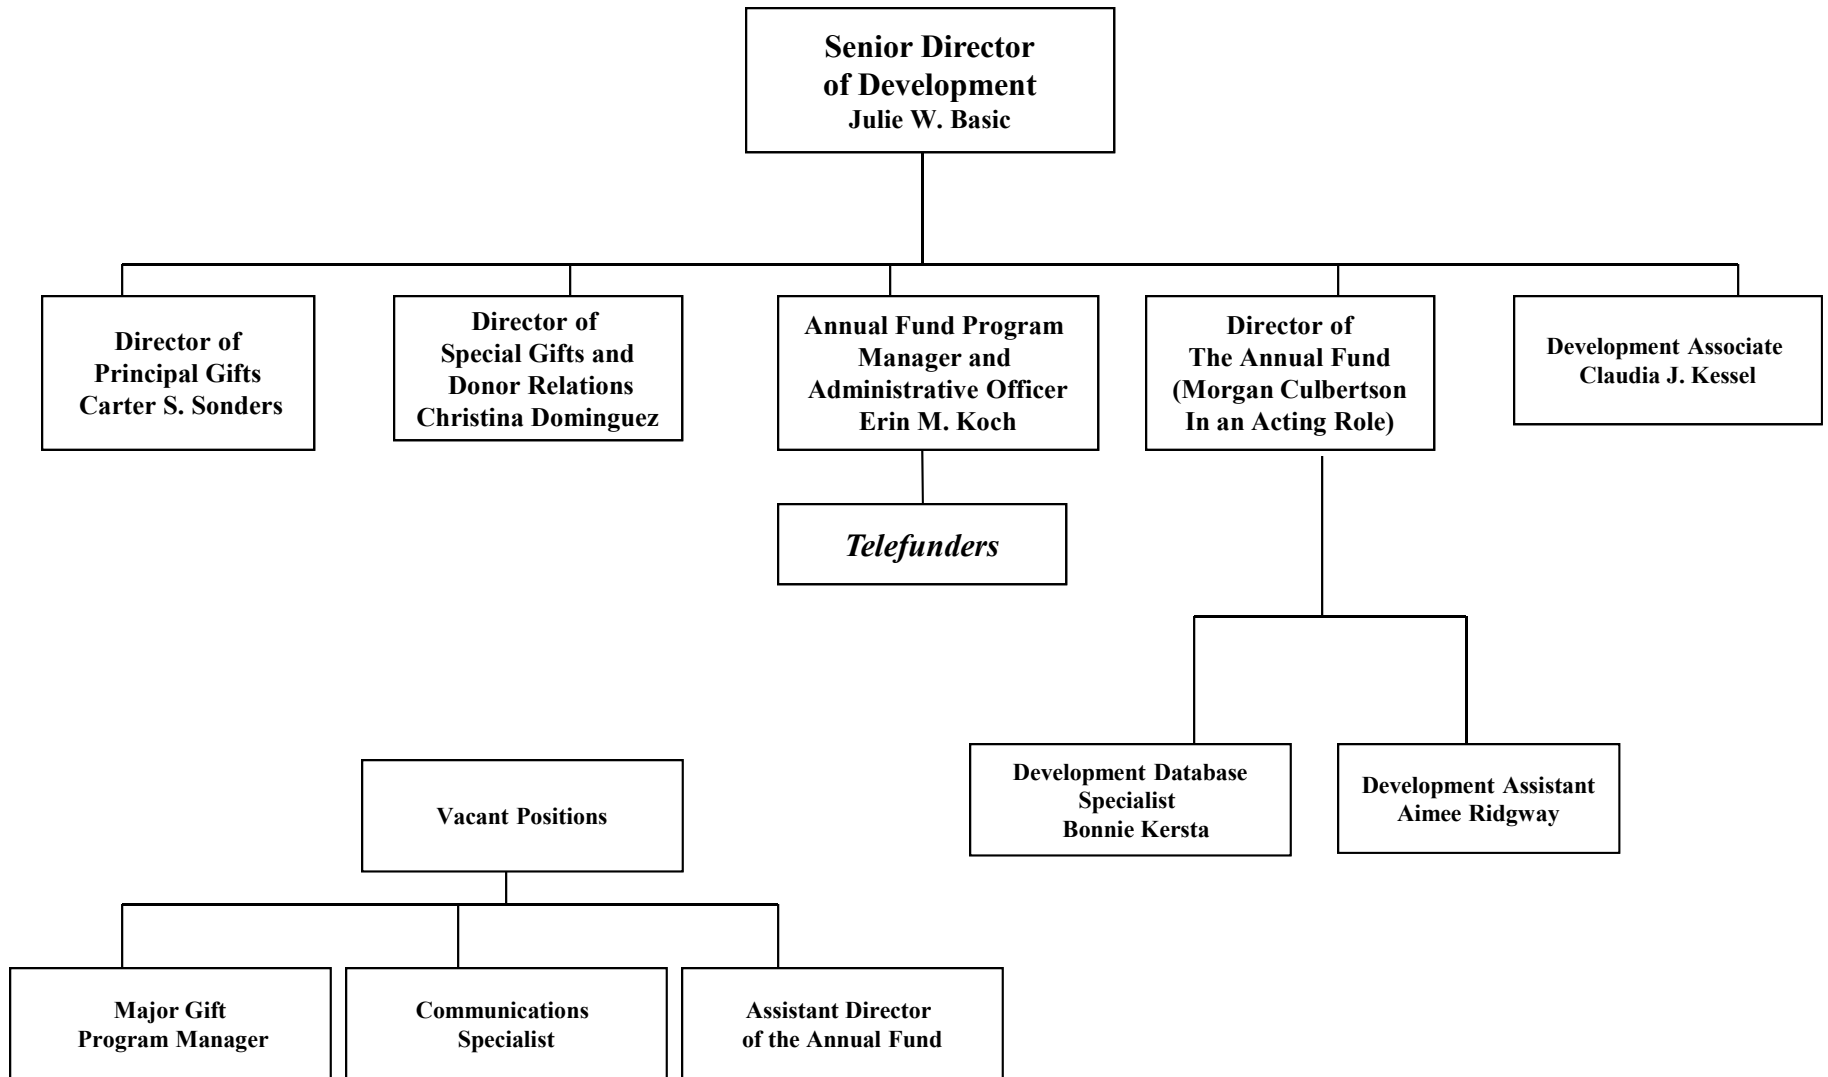 Senior Director
of Development
Julie W. Basic
Director of
Principal Gifts
Carter S. Sonders
Director of
Special Gifts and
Donor Relations
Christina Dominguez
Annual Fund Program
Manager and
Administrative Officer
Erin M. Koch
Director of
The Annual Fund
(Morgan Culbertson
In an Acting Role)
Development Associate
Claudia J. Kessel
Telefunders
Development Database
Specialist
Bonnie Kersta
Development Assistant
Aimee Ridgway
Vacant Positions
Major Gift
Program Manager
Communications
Specialist
Assistant Director
of the Annual Fund